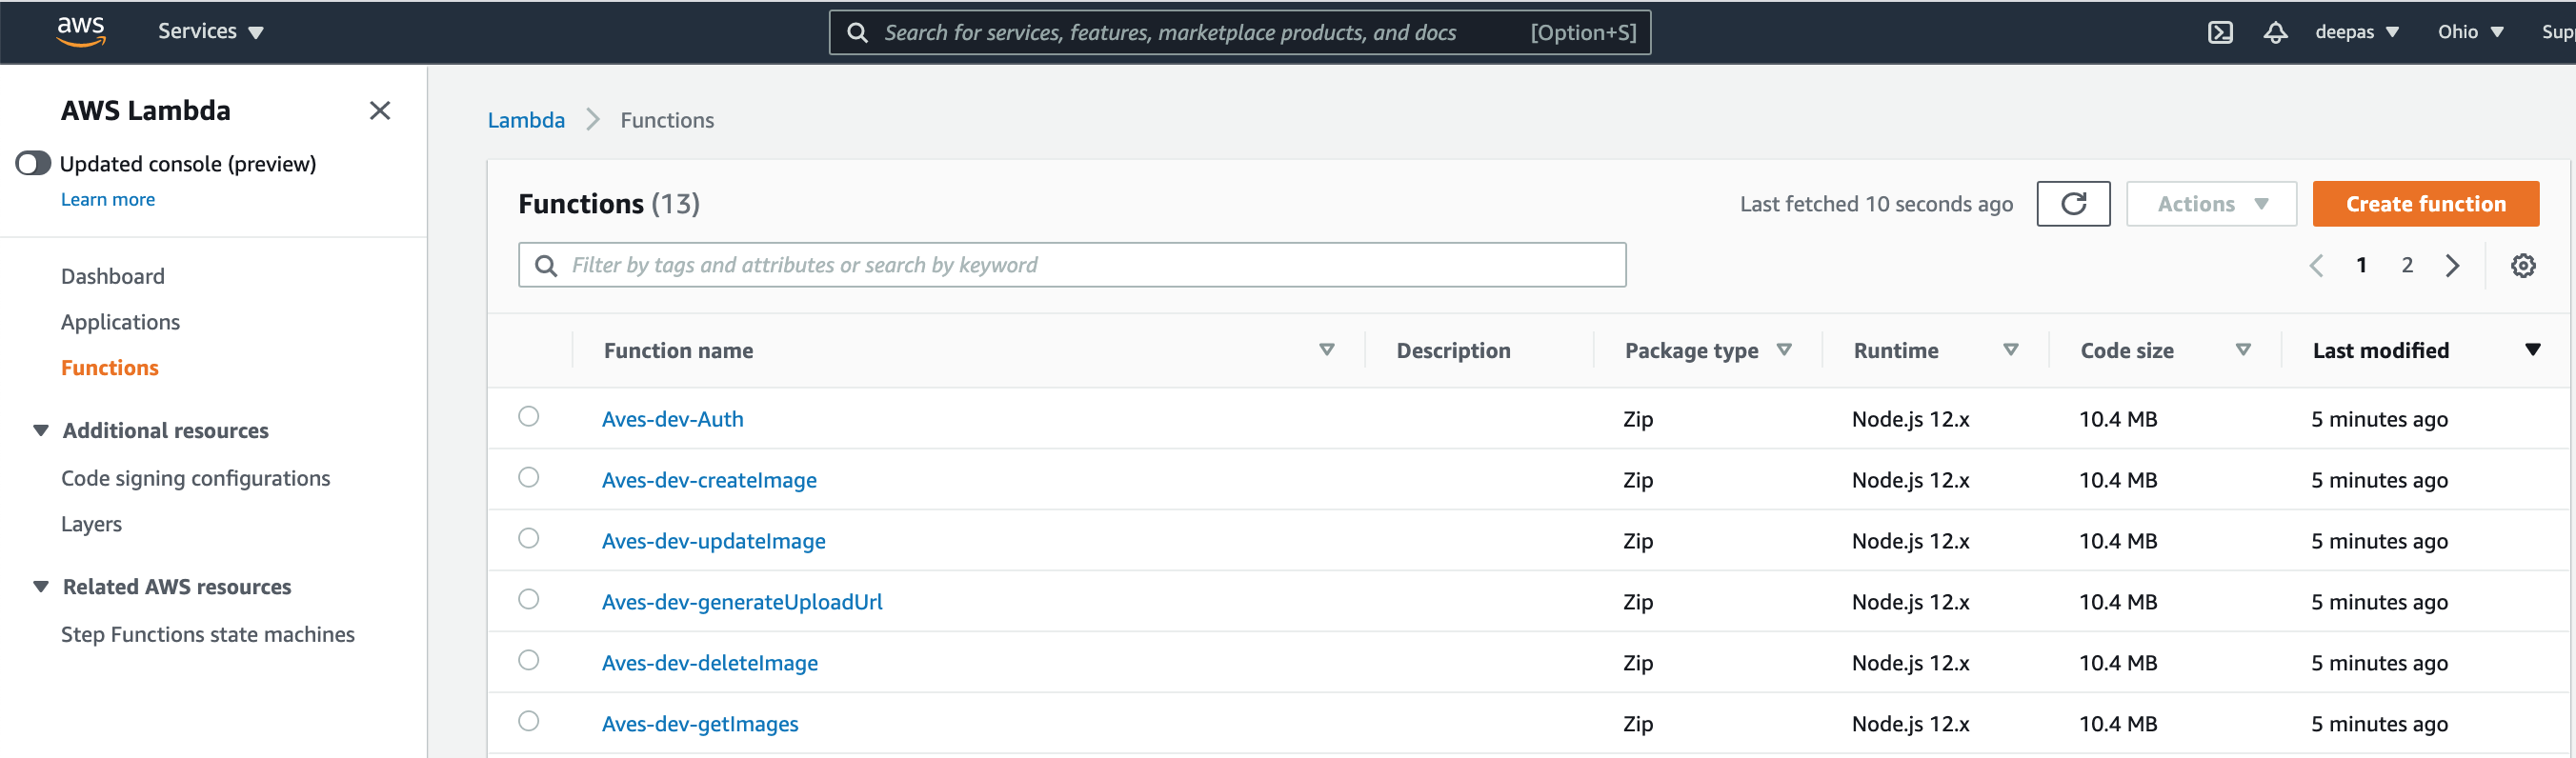 aws Services Search for services, features, marketplace products, and docs [Option+S] deepas Ohio
AWS Lambda
Updated console (preview)
Learn more
Dashboard
Applications
Functions
Additional resources
Code signing configurations
Layers
Related AWS resources
Step Functions state machines
Lambda Functions
Functions (13) Last fetched 10 seconds ago Actions Create function
Filter by tags and attributes or search by keyword 1 2
Function name Description Package type Runtime Code size Last modified
Aves-dev-Auth Zip Node.js 12.x 10.4 MB 5 minutes ago
Aves-dev-createImage Zip Node.js 12.x 10.4 MB 5 minutes ago
Aves-dev-updateImage Zip Node.js 12.x 10.4 MB 5 minutes ago
Aves-dev-generateUploadUrl Zip Node.js 12.x 10.4 MB 5 minutes ago
Aves-dev-deleteImage Zip Node.js 12.x 10.4 MB 5 minutes ago
Aves-dev-getImages Zip Node.js 12.x 10.4 MB 5 minutes ago